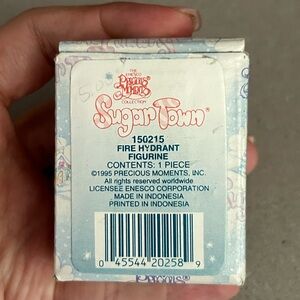 THE
ENESCO
PRECIOUS
MOMENTS
COLLECTION
Sugar Town®
150215
FIRE HYDRANT
FIGURINE
CONTENTS: 1 PIECE
©1995 PRECIOUS MOMENTS, INC.
All rights reserved worldwide
LICENSEE ENESCO CORPORATION
MADE IN INDONESIA
PRINTED IN INDONESIA
0 45544 20258 9